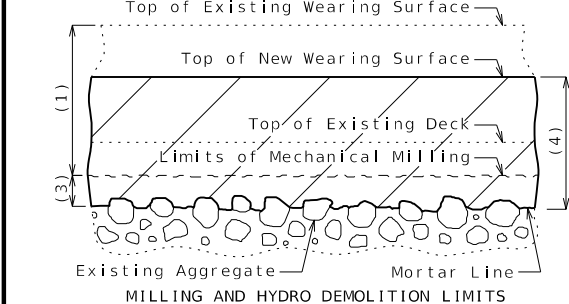 Top of Existing Wearing Surface
Top of New Wearing Surface
(1)
(4)
Top of Existing Deck
Limits of Mechanical Milling
(3)
Existing Aggregate
Mortar Line
MILLING AND HYDRO DEMOLITION LIMITS